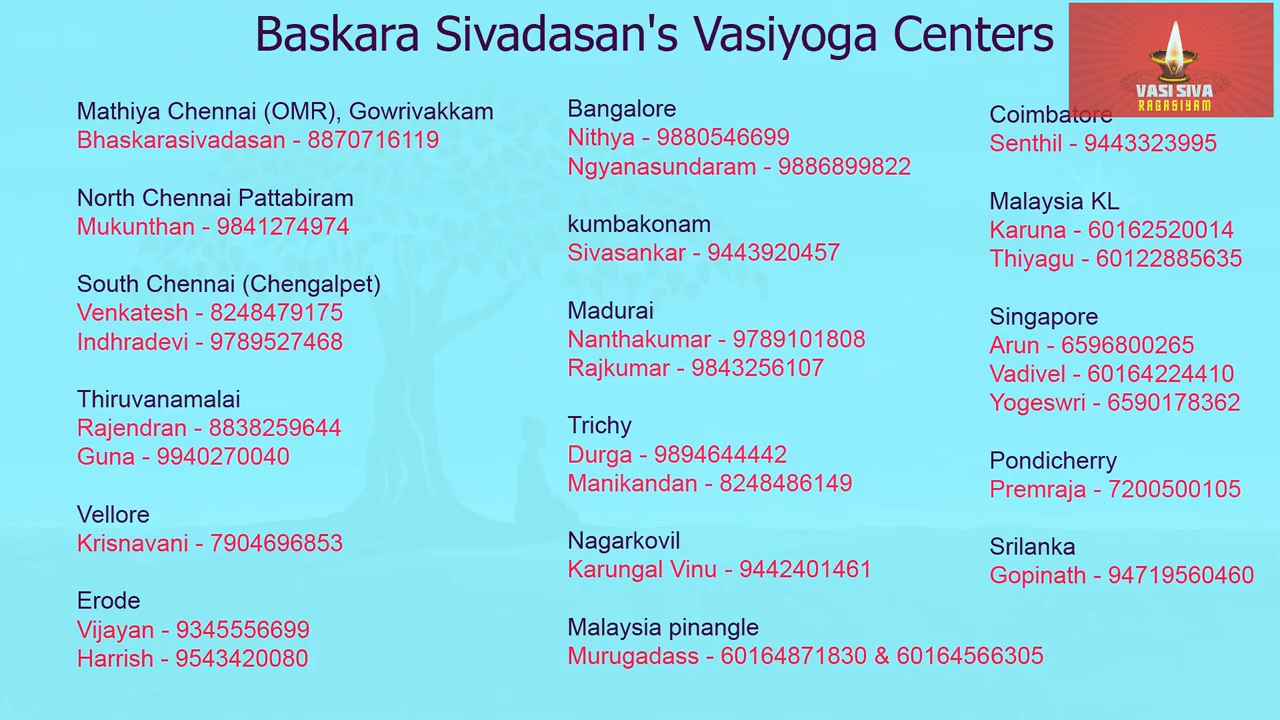 Baskara Sivadasan's Vasiyoga Centers
VASI SIVA
RAGASIYAM
Mathiya Chennai (OMR), Gowrivakkam
Bhaskarasivadasan - 8870716119
North Chennai Pattabiram
Mukunthan - 9841274974
South Chennai (Chengalpet)
Venkatesh - 8248479175
Indhradevi - 9789527468
Thiruvanamalai
Rajendran - 8838259644
Guna - 9940270040
Vellore
Krisnavani - 7904696853
Erode
Vijayan - 9345556699
Harrish - 9543420080
Bangalore
Nithya - 9880546699
Ngyanasundaram - 9886899822
kumbakonam
Sivasankar - 9443920457
Madurai
Nanthakumar - 9789101808
Rajkumar - 9843256107
Trichy
Durga - 9894644442
Manikandan - 8248486149
Nagarkovil
Karungal Vinu - 9442401461
Malaysia pinangle
Murugadass - 60164871830 & 60164566305
Coimbatore
Senthil - 9443323995
Malaysia KL
Karuna - 60162520014
Thiyagu - 60122885635
Singapore
Arun - 6596800265
Vadivel - 60164224410
Yogeswri - 6590178362
Pondicherry
Premraja - 7200500105
Srilanka
Gopinath - 94719560460